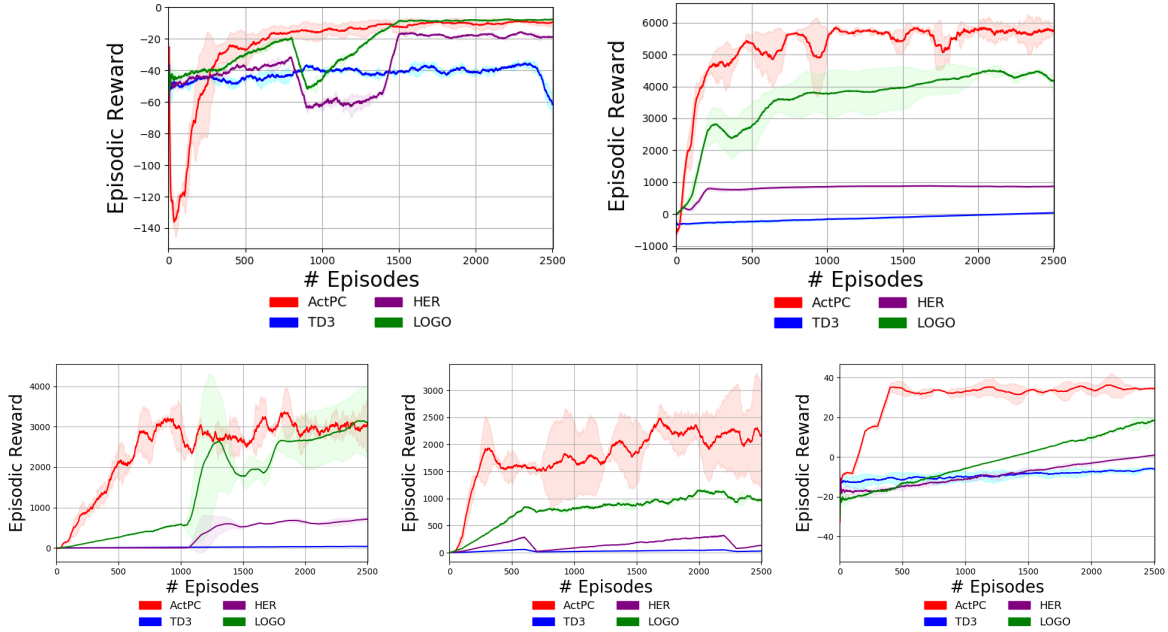 0
−20
−40
−60
−80
−100
−120
−140
Episodic Reward
0 500 1000 1500 2000 2500
# Episodes
ActPC HER
TD3 LOGO
6000
5000
4000
3000
2000
1000
0
−1000
Episodic Reward
0 500 1000 1500 2000 2500
# Episodes
ActPC HER
TD3 LOGO
4000
3000
2000
1000
0
Episodic Reward
0 500 1000 1500 2000 2500
# Episodes
ActPC HER
TD3 LOGO
3000
2500
2000
1500
1000
500
0
Episodic Reward
0 500 1000 1500 2000 2500
# Episodes
ActPC HER
TD3 LOGO
40
20
0
−20
−40
Episodic Reward
0 500 1000 1500 2000 2500
# Episodes
ActPC HER
TD3 LOGO